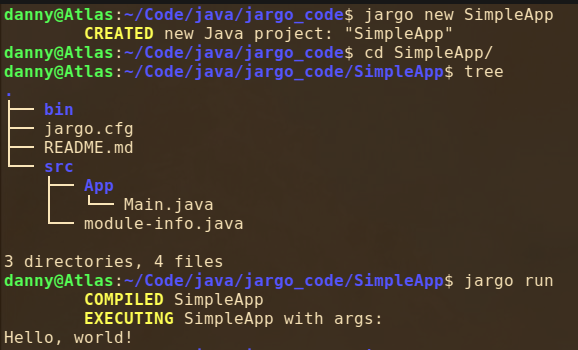 danny@Atlas:~/Code/java/jargo_code$ jargo new SimpleApp
CREATED new Java project: "SimpleApp"
danny@Atlas:~/Code/java/jargo_code$ cd SimpleApp/
danny@Atlas:~/Code/java/jargo_code/SimpleApp$ tree
.
├── bin
├── jargo.cfg
├── README.md
└── src
    ├── App
    │   └── Main.java
    └── module-info.java
3 directories, 4 files
danny@Atlas:~/Code/java/jargo_code/SimpleApp$ jargo run
COMPILED SimpleApp
EXECUTING SimpleApp with args:
Hello, world!